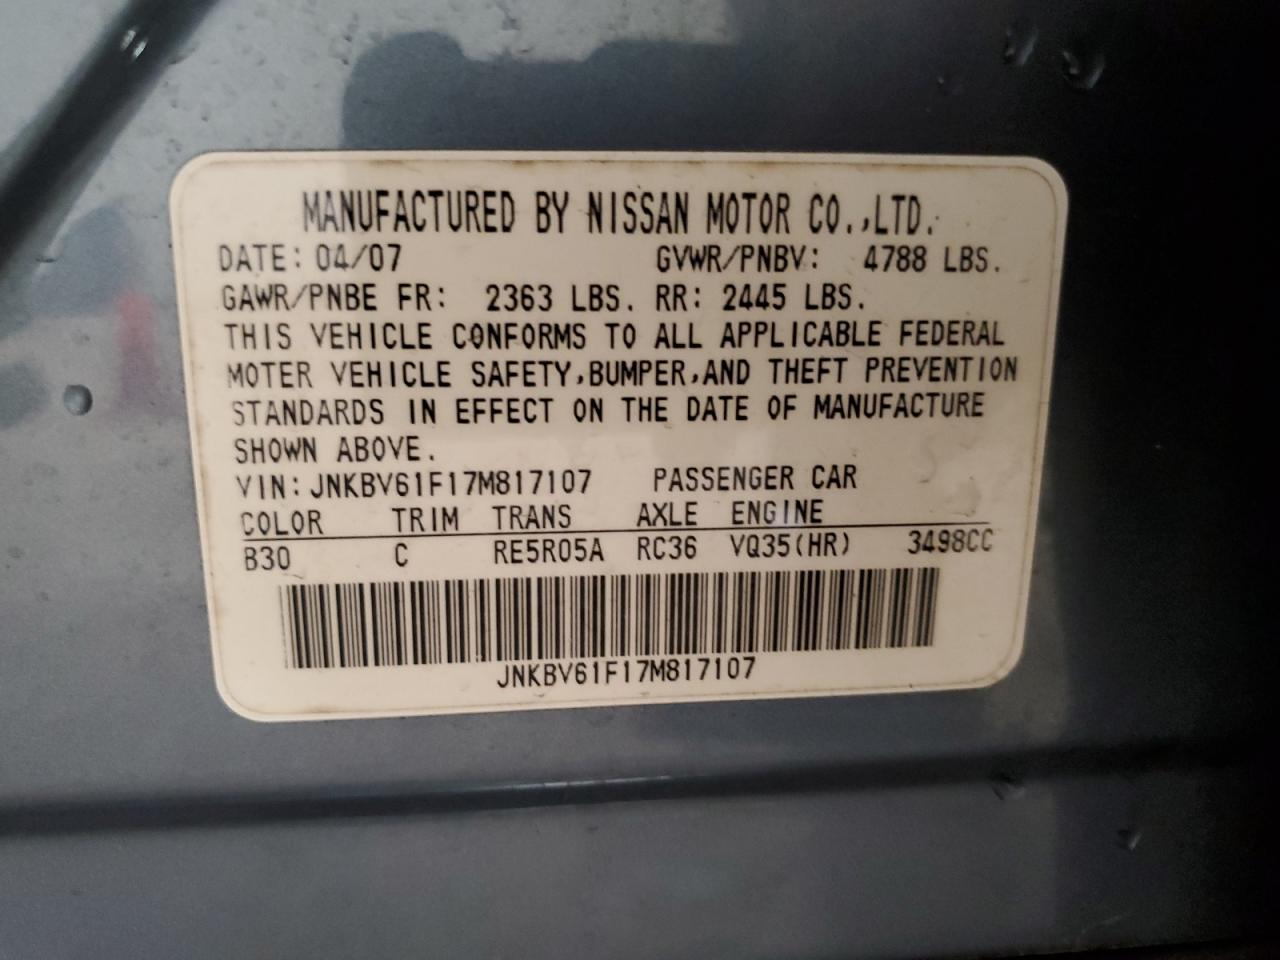 MANUFACTURED BY NISSAN MOTOR CO.,LTD.
DATE: 04/07 GVWR/PNBV: 4788 LBS.
GAWR/PNBE FR: 2363 LBS. RR: 2445 LBS.
THIS VEHICLE CONFORMS TO ALL APPLICABLE FEDERAL
MOTER VEHICLE SAFETY,BUMPER,AND THEFT PREVENTION
STANDARDS IN EFFECT ON THE DATE OF MANUFACTURE
SHOWN ABOVE.
VIN: JNKBV61F17M817107 PASSENGER CAR
COLOR TRIM TRANS AXLE ENGINE
B30 C RE5R05A RC36 VQ35(HR) 3498CC
JNKBV61F17M817107